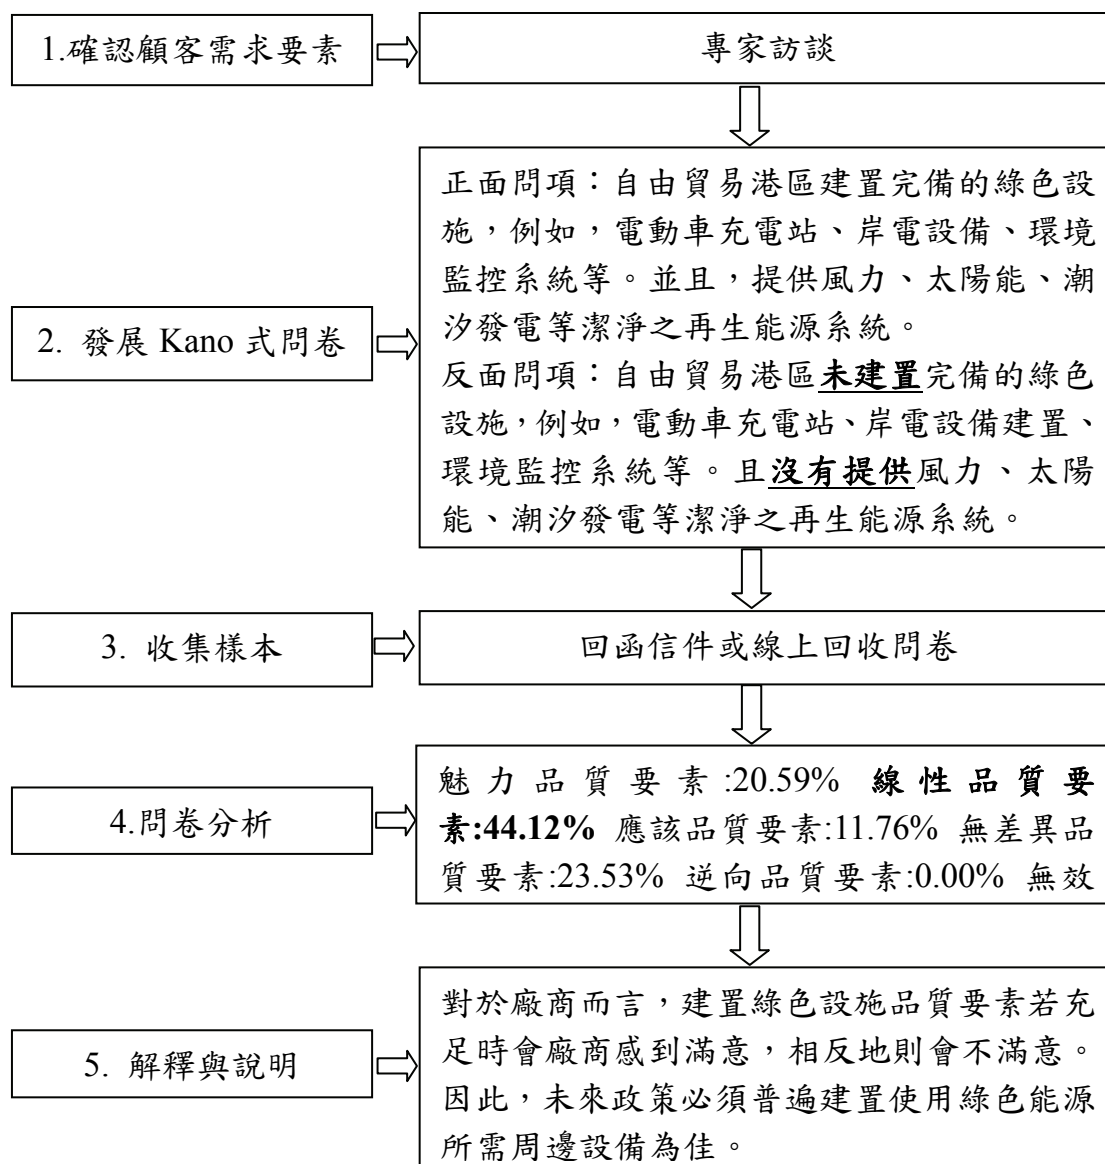 1.確認顧客需求要素
專家訪談
2. 發展 Kano 式問卷
正面問項：自由貿易港區建置完備的綠色設
施，例如，電動車充電站、岸電設備、環境
監控系統等。並且，提供風力、太陽能、潮
汐發電等潔淨之再生能源系統。
反面問項：自由貿易港區未建置完備的綠色
設施，例如，電動車充電站、岸電設備建置、
環境監控系統等。且沒有提供風力、太陽
能、潮汐發電等潔淨之再生能源系統。
3. 收集樣本
回函信件或線上回收問卷
4.問卷分析
魅力品質要素:20.59% 線性品質要
素:44.12% 應該品質要素:11.76% 無差異品
質要素:23.53% 逆向品質要素:0.00% 無效
5. 解釋與說明
對於廠商而言，建置綠色設施品質要素若充
足時會廠商感到滿意，相反地則會不滿意。
因此，未來政策必須普遍建置使用綠色能源
所需周邊設備為佳。